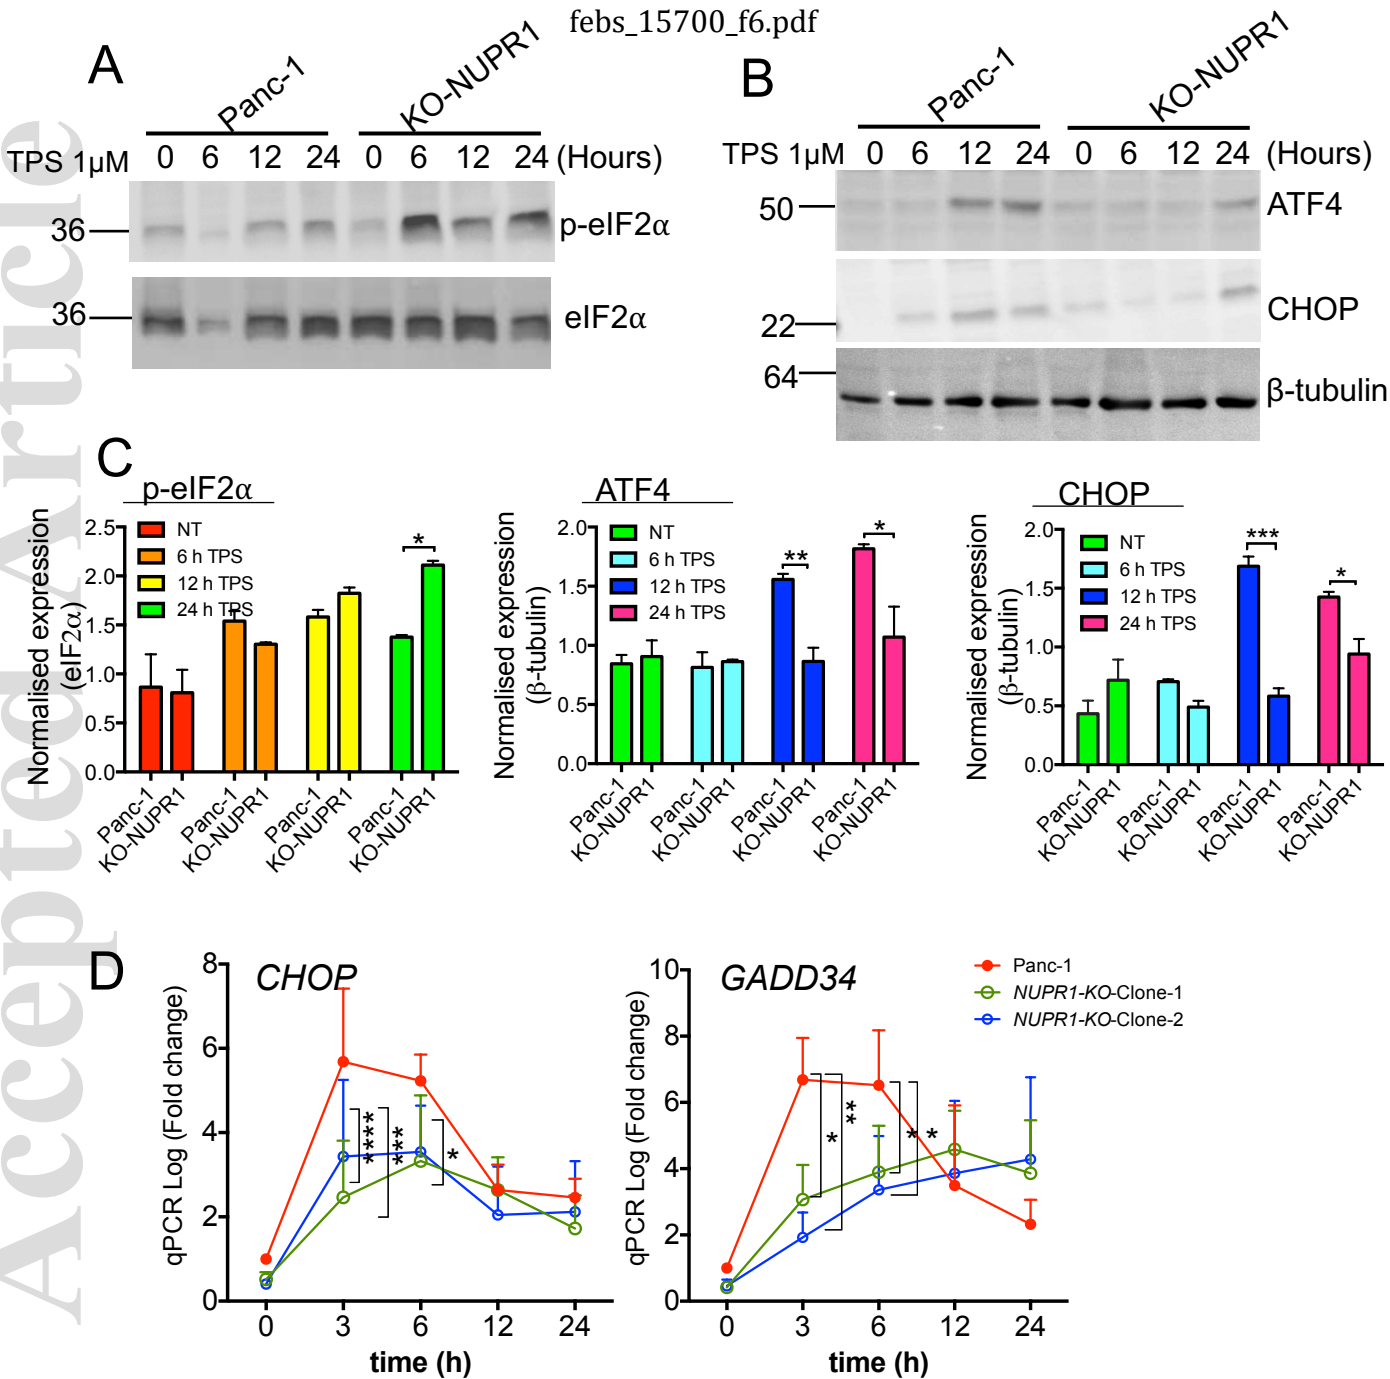 febs_15700_f6.pdf
Accepted Article
A
Panc-1
KO-NUPR1
TPS 1μM 0 6 12 24 0 6 12 24 (Hours)
36
p-eIF2α
36
eIF2α
B
Panc-1
KO-NUPR1
TPS 1μM 0 6 12 24 0 6 12 24 (Hours)
50
ATF4
22
CHOP
64
β-tubulin
C
p-eIF2α
Normalised expression
(eIF2α)
2.5
2.0
1.5
1.0
0.5
0.0
NT
6 h TPS
12 h TPS
24 h TPS
*
Panc-1
KO-NUPR1
Panc-1
KO-NUPR1
Panc-1
KO-NUPR1
Panc-1
KO-NUPR1
ATF4
Normalised expression
(β-tubulin)
2.0
1.5
1.0
0.5
0.0
NT
6 h TPS
12 h TPS
24 h TPS
**
*
Panc-1
KO-NUPR1
Panc-1
KO-NUPR1
Panc-1
KO-NUPR1
Panc-1
KO-NUPR1
CHOP
Normalised expression
(β-tubulin)
2.0
1.5
1.0
0.5
0.0
NT
6 h TPS
12 h TPS
24 h TPS
***
*
Panc-1
KO-NUPR1
Panc-1
KO-NUPR1
Panc-1
KO-NUPR1
Panc-1
KO-NUPR1
D
CHOP
qPCR Log (Fold change)
8
6
4
2
0
****
***
*
0 3 6 12 24
time (h)
GADD34
qPCR Log (Fold change)
10
8
6
4
2
0
*
**
*
*
0 3 6 12 24
time (h)
Panc-1
NUPR1-KO-Clone-1
NUPR1-KO-Clone-2